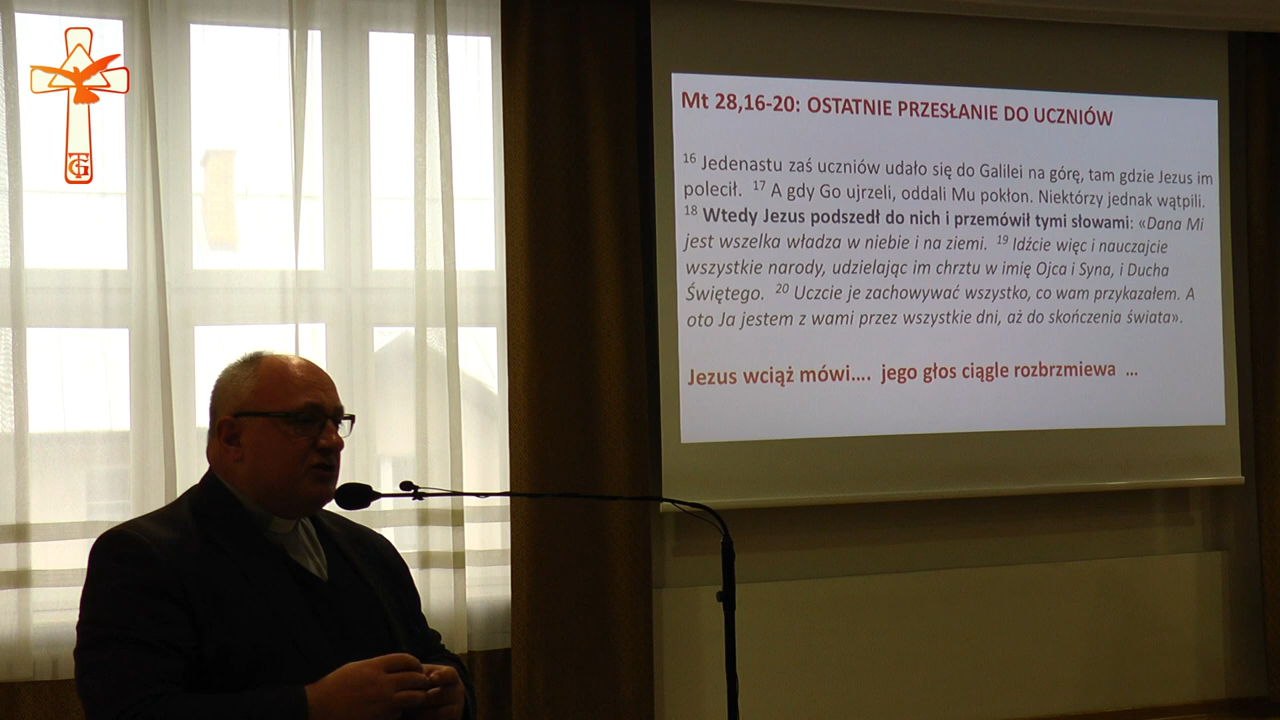 Mt 28,16-20: OSTATNIE PRZESŁANIE DO UCZNIÓW
16 Jedenastu zaś uczniów udało się do Galilei na górę, tam gdzie Jezus im
polecił. 17 A gdy Go ujrzeli, oddali Mu pokłon. Niektórzy jednak wątpili.
18 Wtedy Jezus podszedł do nich i przemówił tymi słowami: «Dana Mi
jest wszelka władza w niebie i na ziemi. 19 Idźcie więc i nauczajcie
wszystkie narody, udzielając im chrztu w imię Ojca i Syna, i Ducha
Świętego. 20 Uczcie je zachowywać wszystko, co wam przykazałem. A
oto Ja jestem z wami przez wszystkie dni, aż do skończenia świata».
Jezus wciąż mówi.... jego głos ciągle rozbrzmiewa ...